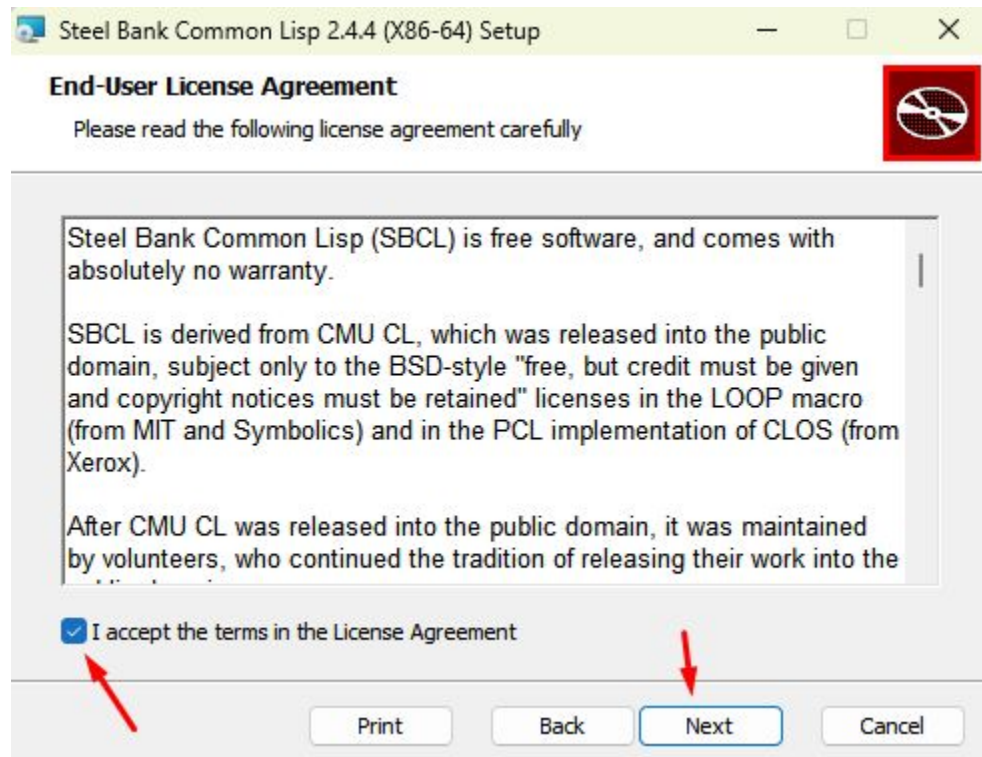 Steel Bank Common Lisp 2.4.4 (X86-64) Setup
End-User License Agreement
Please read the following license agreement carefully
Steel Bank Common Lisp (SBCL) is free software, and comes with
absolutely no warranty.
SBCL is derived from CMU CL, which was released into the public
domain, subject only to the BSD-style "free, but credit must be given
and copyright notices must be retained" licenses in the LOOP macro
(from MIT and Symbolics) and in the PCL implementation of CLOS (from
Xerox).
After CMU CL was released into the public domain, it was maintained
by volunteers, who continued the tradition of releasing their work into the
I accept the terms in the License Agreement
Print
Back
Next
Cancel